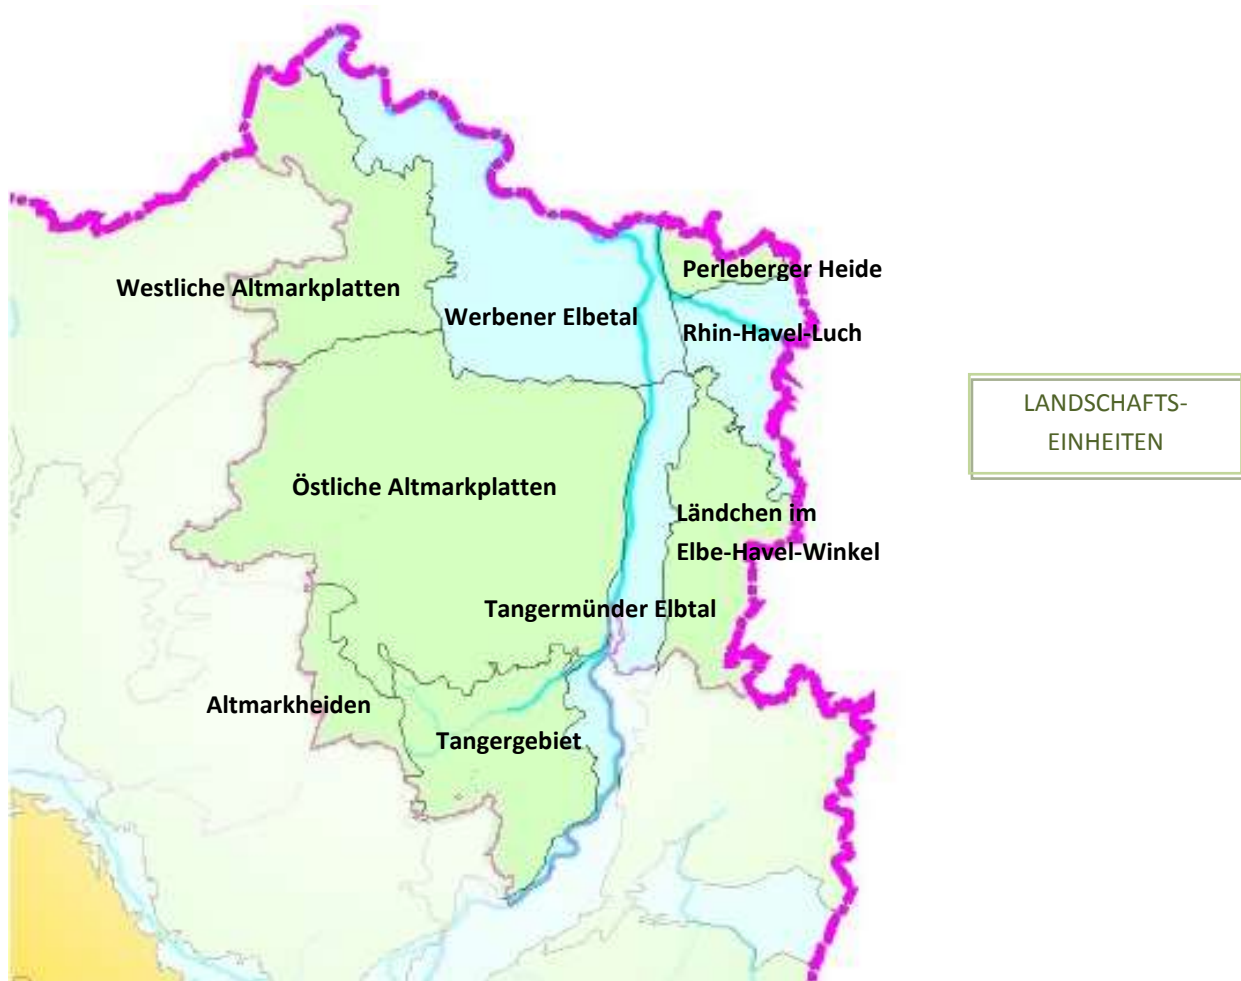 Perleberger Heide
Westliche Altmarkplatten
Werbener Elbetal
Rhin-Havel-Luch
LANDSCHAFTS-
EINHEITEN
Östliche Altmarkplatten
Ländchen im
Elbe-Havel-Winkel
Tangermünder Elbtal
Altmarkheiden
Tangergebiet